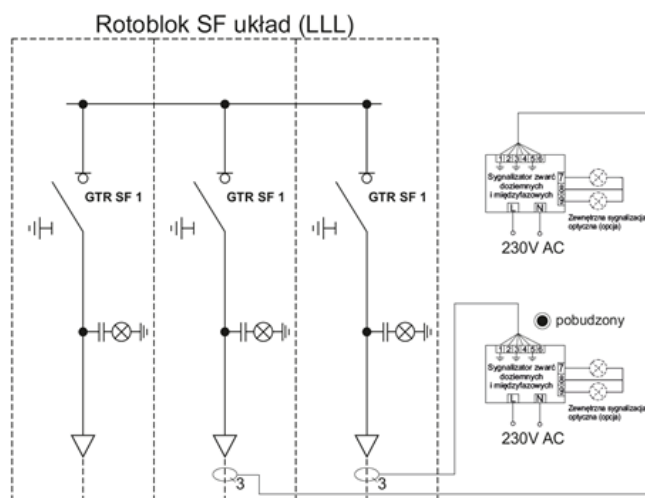 Rotoblok SF układ (LLL)
GTR SF 1
GTR SF 1
GTR SF 1
1 2 3 4 5 6
Sygnalizator zwarć
doziemnych
i międzyfazowych
7
L N
230V AC
Zewnętrzna sygnalizacja
optyczna (opcja)
pobudzony
1 2 3 4 5 6
Sygnalizator zwarć
doziemnych
i międzyfazowych
7
L N
230V AC
Zewnętrzna sygnalizacja
optyczna (opcja)
3
3